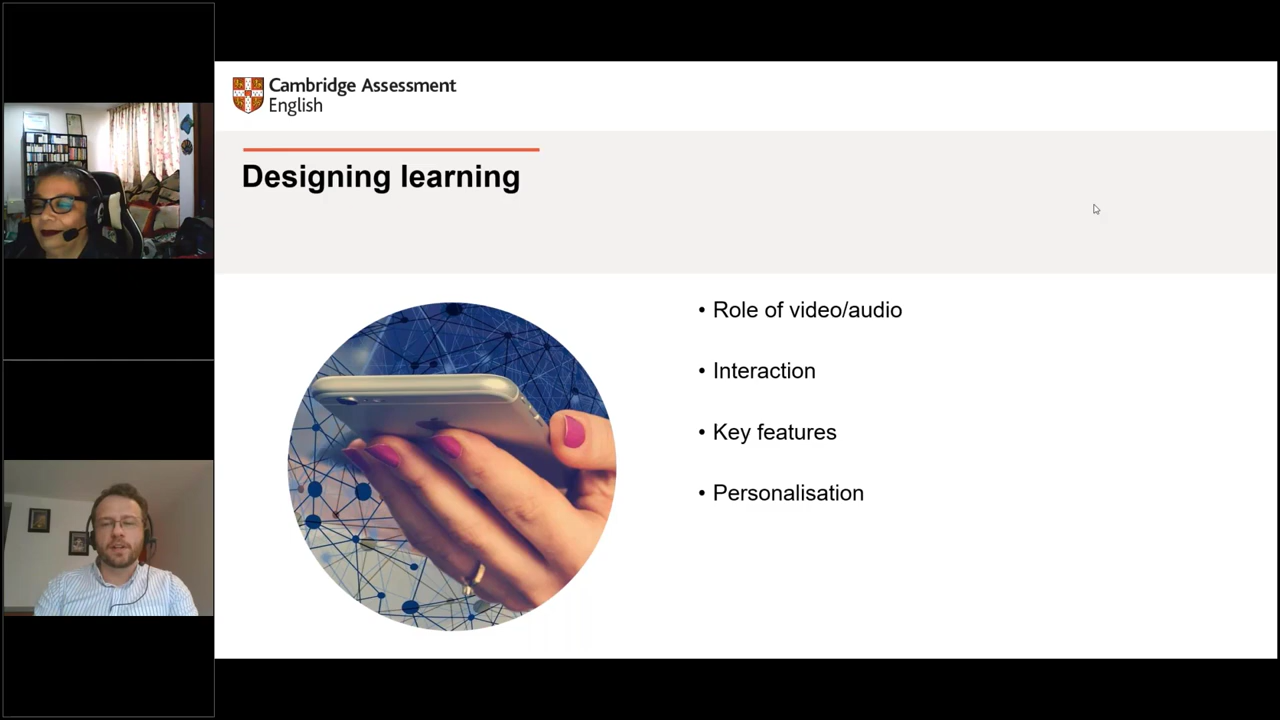 Cambridge Assessment
English
Designing learning
• Role of video/audio
• Interaction
• Key features
• Personalisation